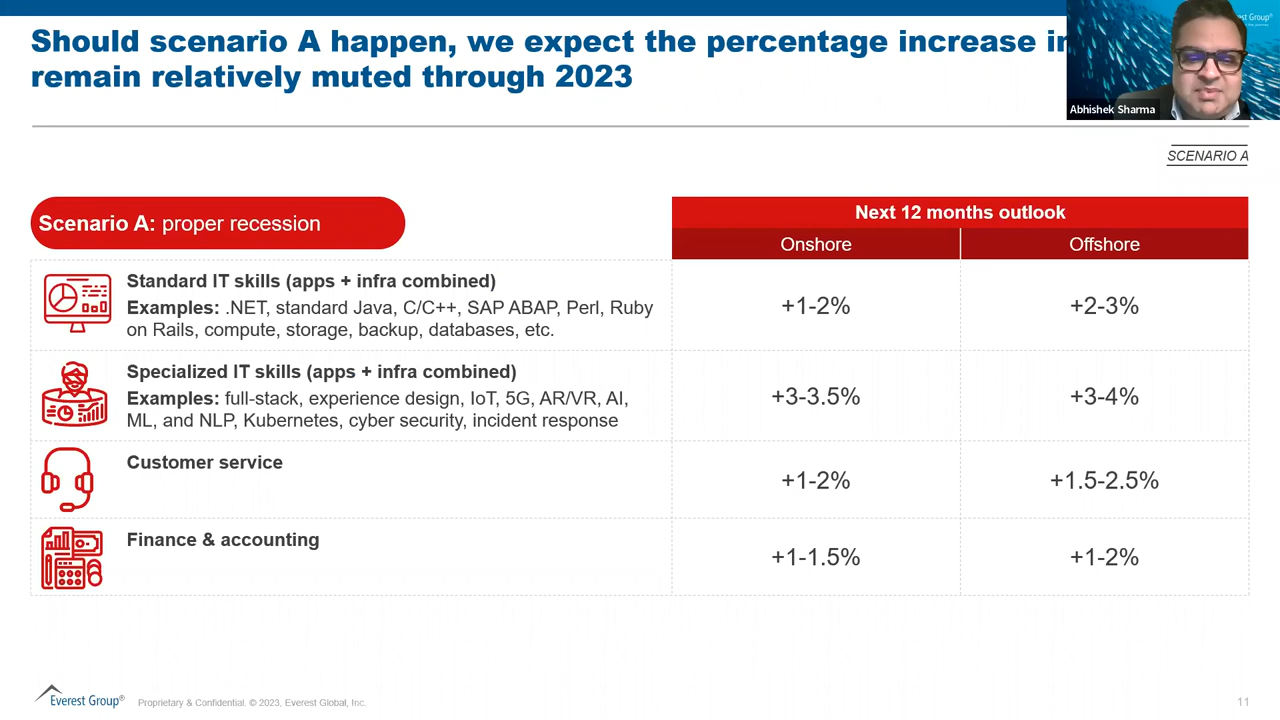 Should scenario A happen, we expect the percentage increase in
remain relatively muted through 2023
Abhishek Sharma
SCENARIO A
Scenario A: proper recession
Next 12 months outlook
Onshore
Offshore
Standard IT skills (apps + infra combined)
Examples: .NET, standard Java, C/C++, SAP ABAP, Perl, Ruby
on Rails, compute, storage, backup, databases, etc.
+1-2%
+2-3%
Specialized IT skills (apps + infra combined)
Examples: full-stack, experience design, IoT, 5G, AR/VR, AI,
ML, and NLP, Kubernetes, cyber security, incident response
+3-3.5%
+3-4%
Customer service
+1-2%
+1.5-2.5%
Finance & accounting
+1-1.5%
+1-2%
Everest Group®
Proprietary & Confidential. © 2023, Everest Global, Inc.
11